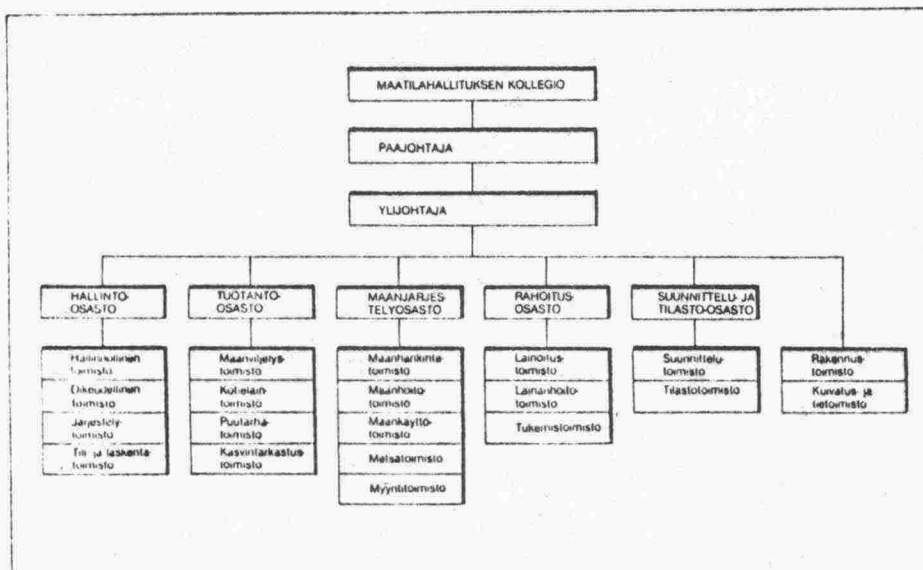 MAATILAHALLITUKSEN KOLLEGIO
PÄÄJOHTAJA
YLIJOHTAJA
HALLINTO-
OSASTO
TUOTANTO-
OSASTO
MAANJÄRJES
TELYOSASTO
RAHOITUS-
OSASTO
SUUNNITTELU- JA
TILASTO-OSASTO
Hallinnollinen
toimisto
Oikeudellinen
toimisto
Järjestely-
toimisto
Tili- ja laskenta-
toimisto
Maanviljelys-
toimisto
Kotieläin-
toimisto
Puutarha-
toimisto
Kasvintarkastus-
toimisto
Maanhankinta-
toimisto
Maanhoito-
toimisto
Maankäyttö-
toimisto
Metsätoimisto
Myyntitoimisto
Lainoitus-
toimisto
Lainanhoito-
toimisto
Tukemistoimisto
Suunnittelu-
toimisto
Tilastotoimisto
Rakennus-
toimisto
Kuivatus- ja
tietoimisto